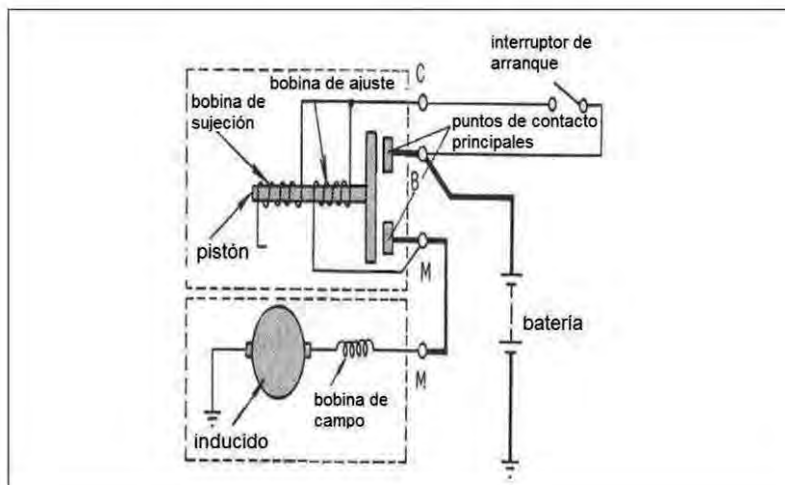 interruptor de
arranque
C
bobina de ajuste
bobina de
sujeción
puntos de contacto
principales
B
pistón
M
batería
M
bobina de
campo
inducido